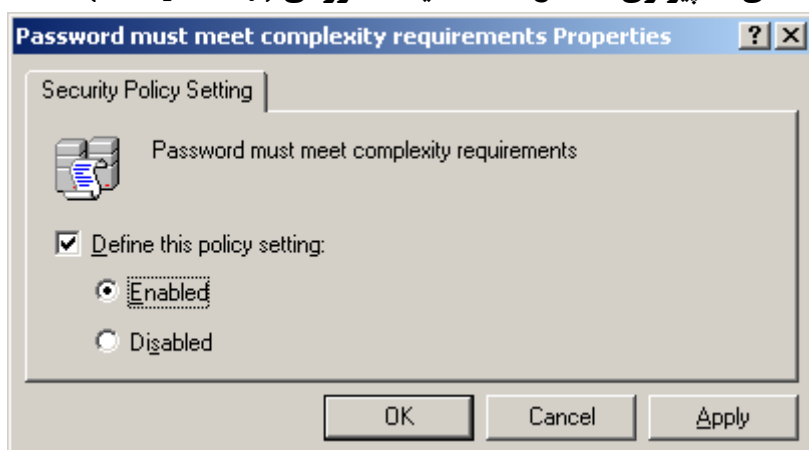 Password must meet complexity requirements Properties
Security Policy Setting
Password must meet complexity requirements
Define this policy setting:
Enabled
Disabled
OK Cancel Apply